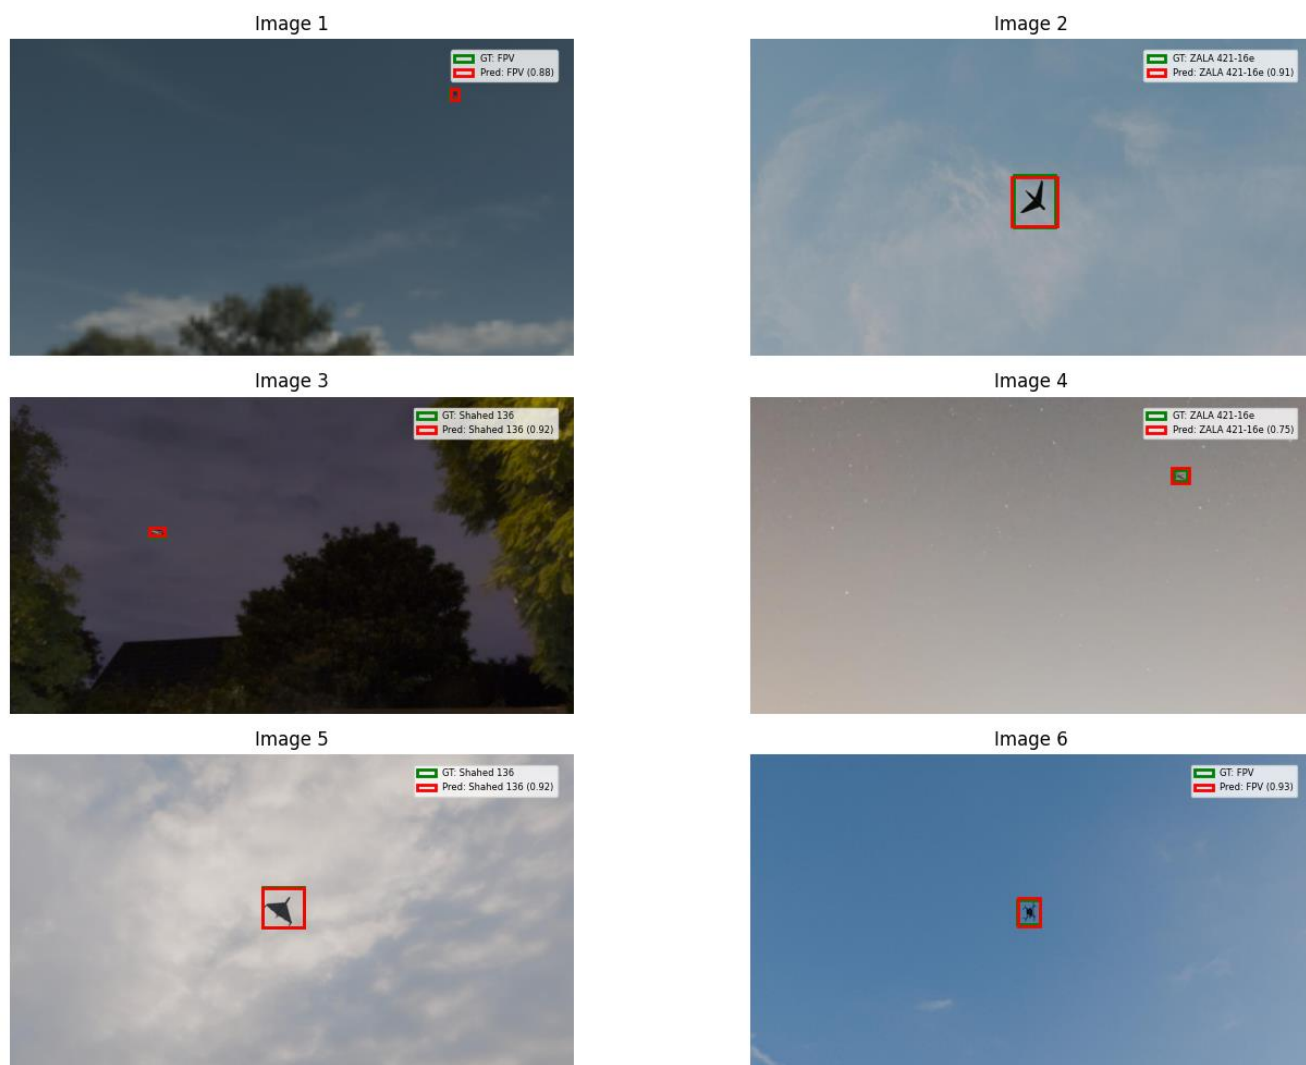 Image 1
GT: FPV
Pred: FPV (0.88)
Image 2
GT: ZALA 421-16e
Pred: ZALA 421-16e (0.91)
Image 3
GT: Shahed 136
Pred: Shahed 136 (0.92)
Image 4
GT: ZALA 421-16e
Pred: ZALA 421-16e (0.75)
Image 5
GT: Shahed 136
Pred: Shahed 136 (0.92)
Image 6
GT: FPV
Pred: FPV (0.93)